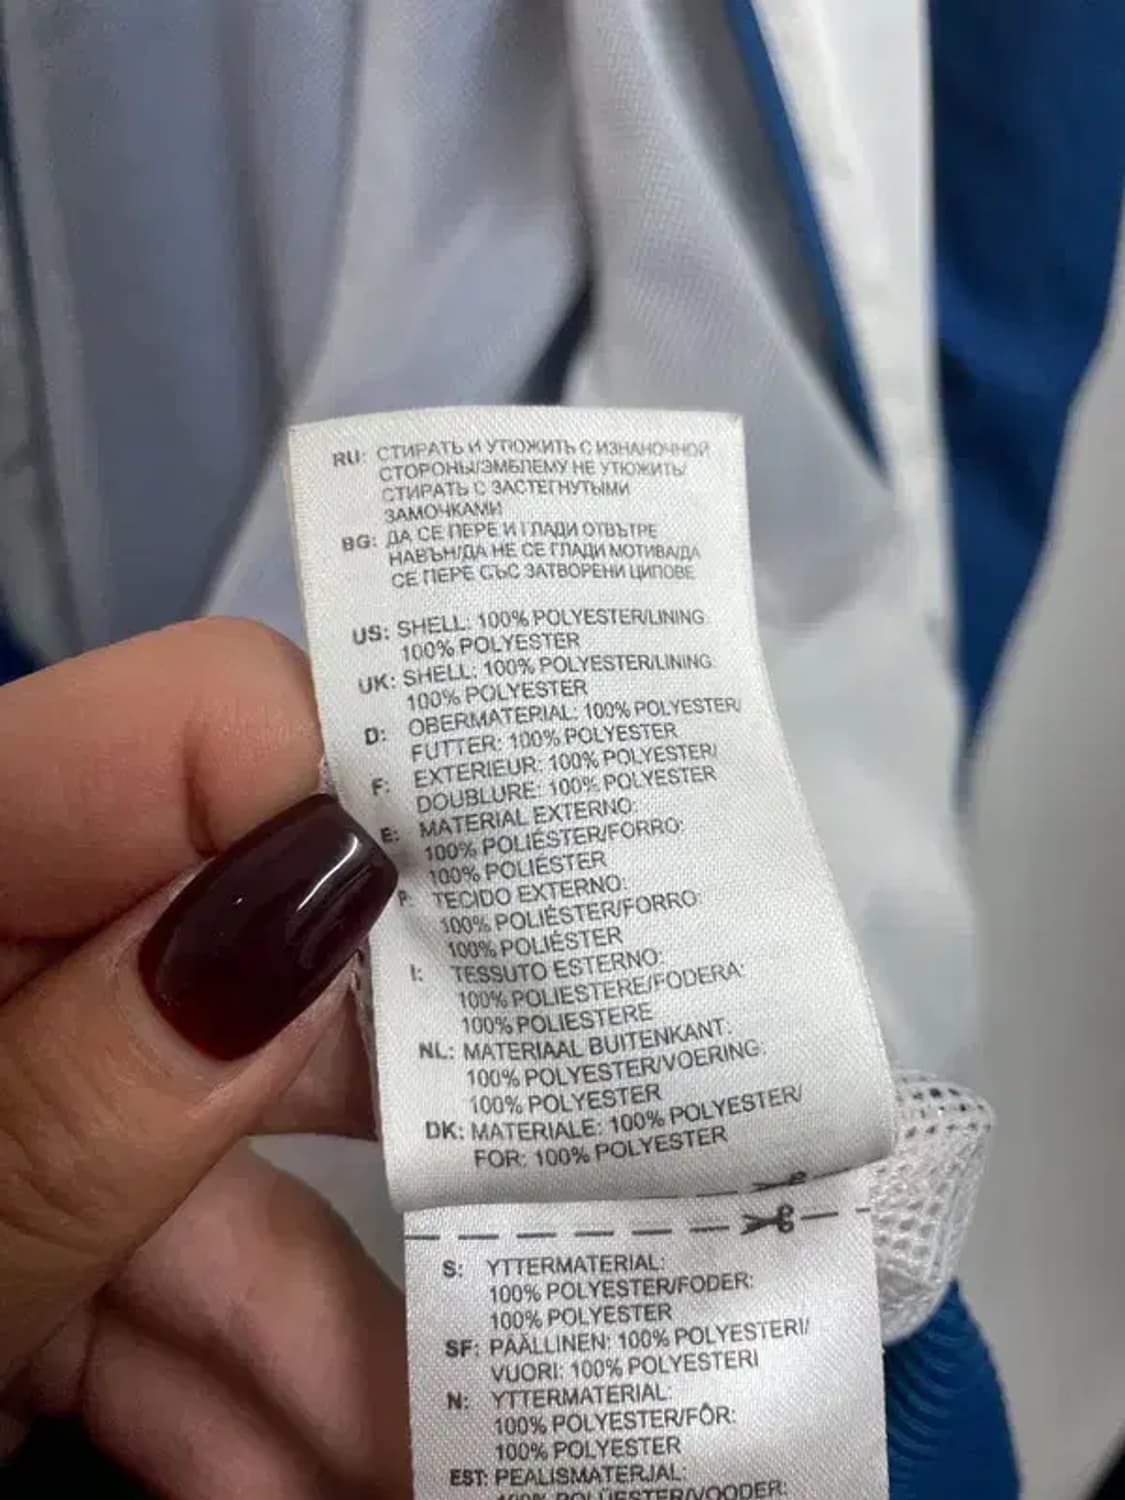 RU: СТИРАТЬ И УТЮЖИТЬ С ИЗНАНОЧНОЙ
СТОРОНЫ/ЭМБЛЕМУ НЕ УТЮЖИТЬ/
СТИРАТЬ С ЗАСТЕГНУТЫМИ
ЗАМОЧКАМИ
BG: ДА СЕ ПЕРЕ И ГЛАДИ ОТВЪТРЕ
НАВЪН/ДА НЕ СЕ ГЛАДИ МОТИВА/ДА
СЕ ПЕРЕ СЪС ЗАТВОРЕНИ ЦИПОВЕ
US: SHELL: 100% POLYESTER/LINING:
100% POLYESTER
UK: SHELL: 100% POLYESTER/LINING:
100% POLYESTER
D: OBERMATERIAL: 100% POLYESTER/
FUTTER: 100% POLYESTER
F: EXTERIEUR: 100% POLYESTER/
DOUBLURE: 100% POLYESTER
E: MATERIAL EXTERNO:
100% POLIÉSTER/FORRO:
100% POLIÉSTER
P: TECIDO EXTERNO:
100% POLIÉSTER/FORRO:
100% POLIÉSTER
I: TESSUTO ESTERNO:
100% POLIESTERE/FODERA:
100% POLIESTERE
NL: MATERIAAL BUITENKANT:
100% POLYESTER/VOERING:
100% POLYESTER
DK: MATERIALE: 100% POLYESTER/
FOR: 100% POLYESTER
S: YTTERMATERIAL:
100% POLYESTER/FODER:
100% POLYESTER
SF: PÄÄLLINEN: 100% POLYESTERI/
VUORI: 100% POLYESTERI
N: YTTERMATERIAL:
100% POLYESTER/FÔR:
100% POLYESTER
EST: PEALISMATERJAL:
100% POLÜESTER/VOODER: